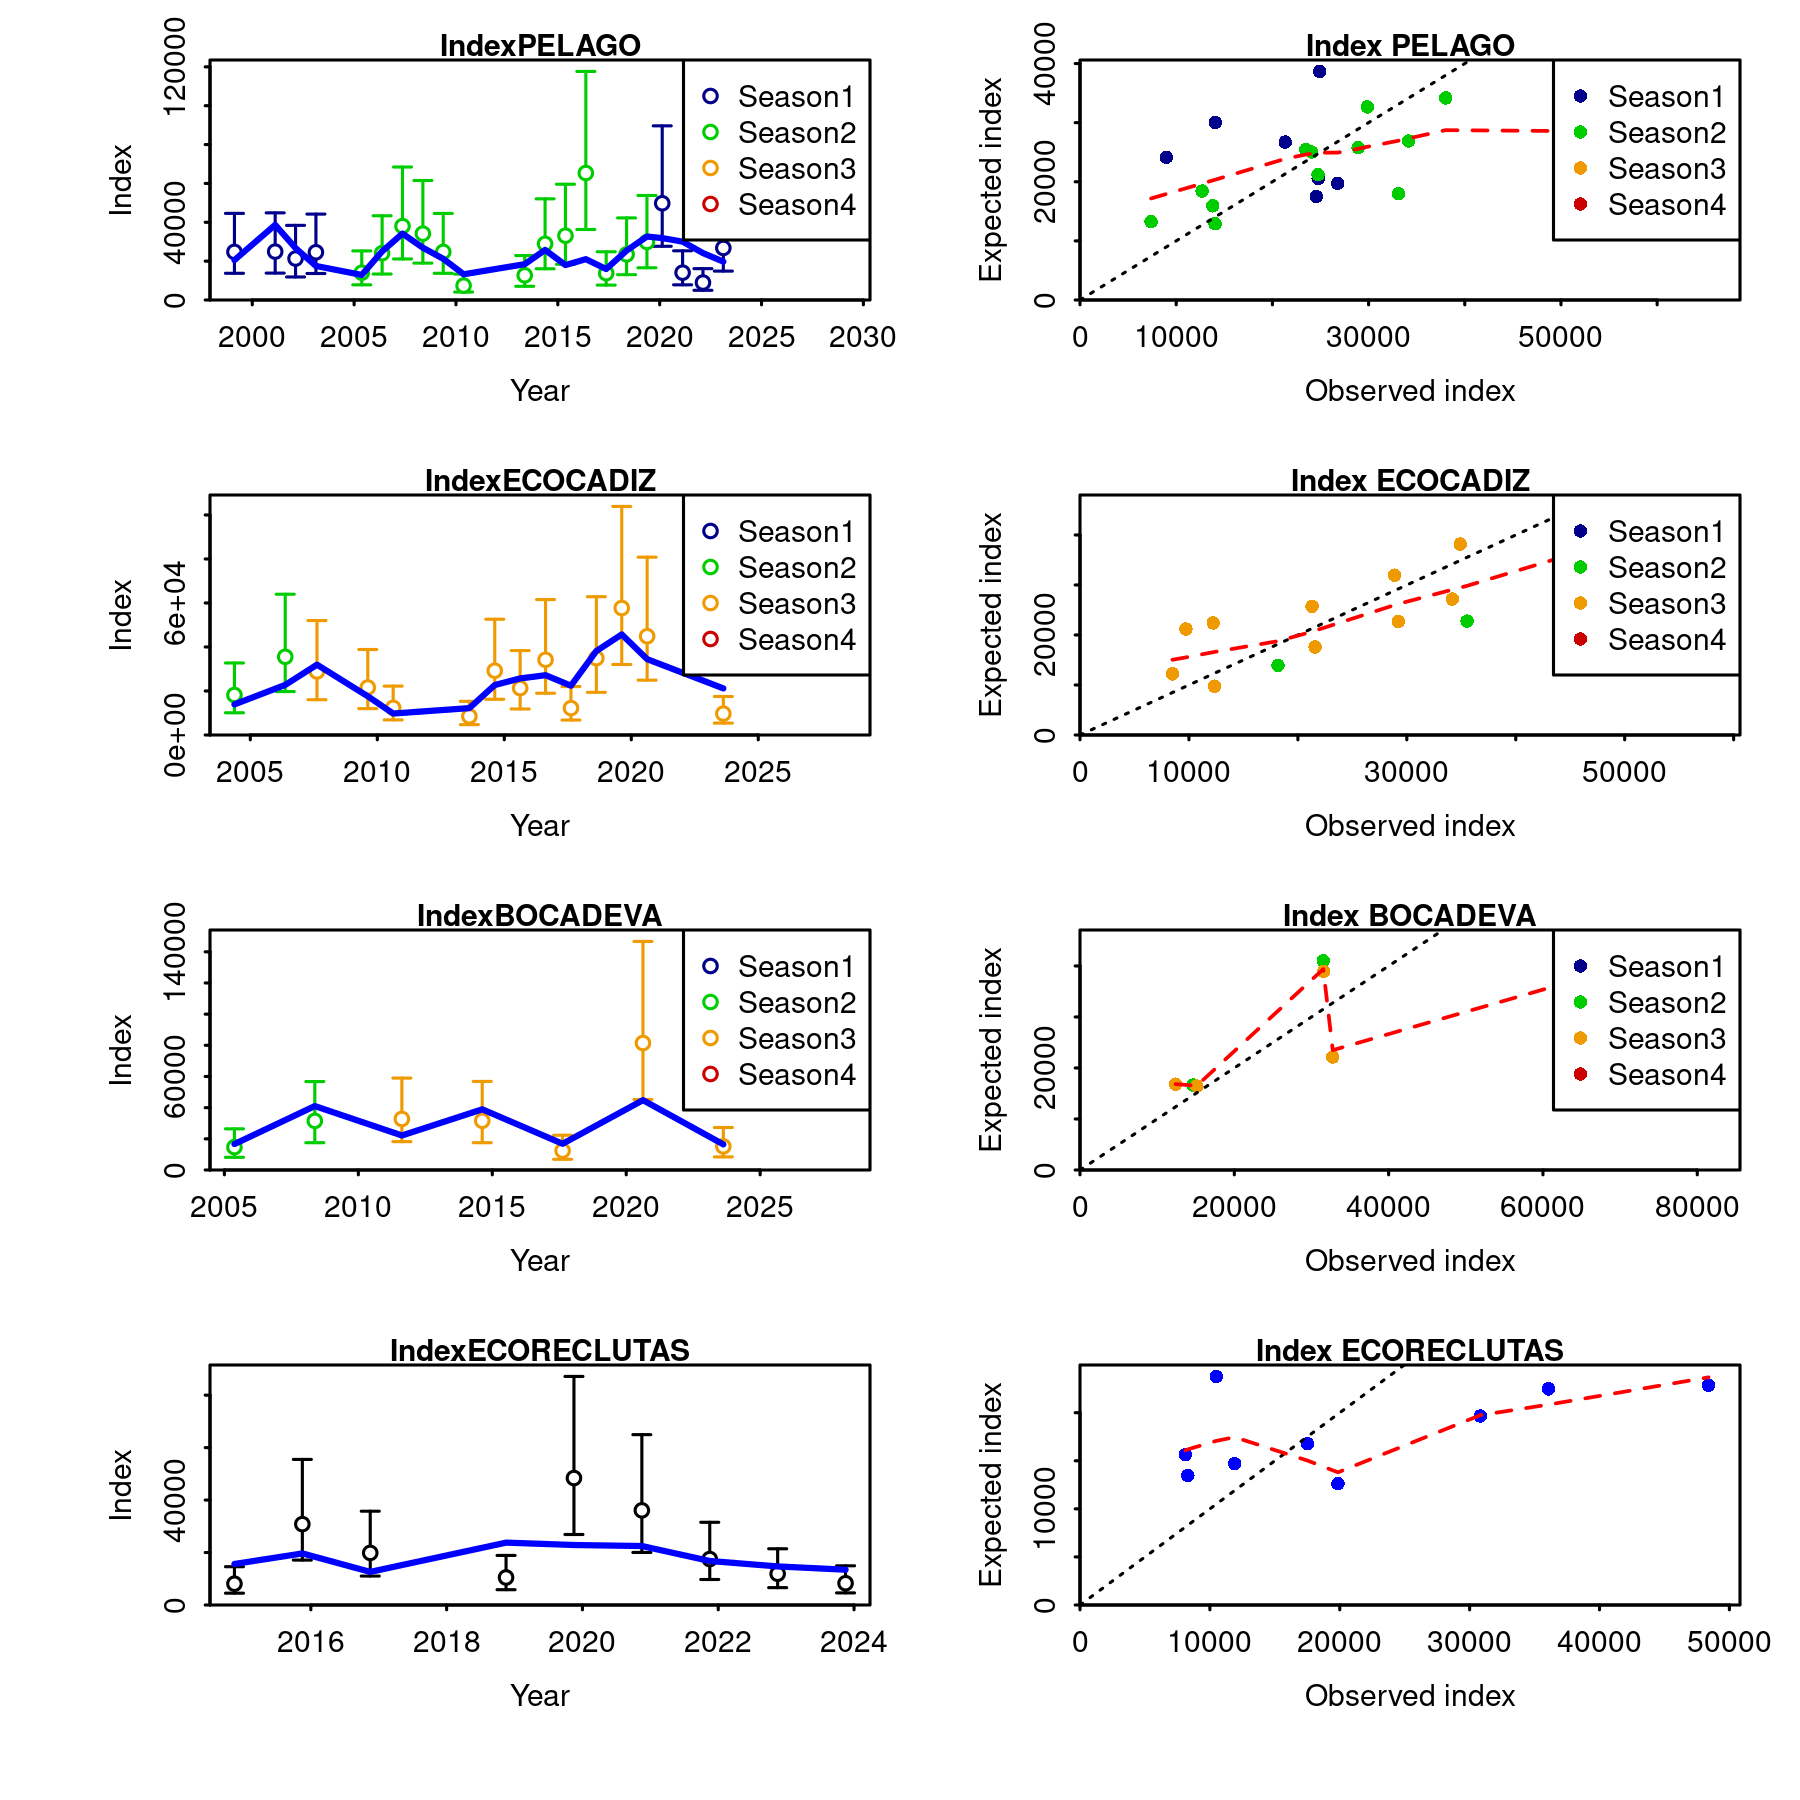 IndexPELAGO
Index
0
40000
120000
Season1
Season2
Season3
Season4
2000 2005 2010 2015 2020 2025 2030
Year
Index PELAGO
Expected index
0
20000
40000
Season1
Season2
Season3
Season4
0 10000 30000 50000
Observed index
IndexECOCADIZ
Index
0e+00
6e+04
Season1
Season2
Season3
Season4
2005 2010 2015 2020 2025
Year
Index ECOCADIZ
Expected index
0
20000
Season1
Season2
Season3
Season4
0 10000 30000 50000
Observed index
IndexBOCADEVA
Index
0
60000
140000
Season1
Season2
Season3
Season4
2005 2010 2015 2020 2025
Year
Index BOCADEVA
Expected index
0
20000
Season1
Season2
Season3
Season4
0 20000 40000 60000 80000
Observed index
IndexECORECLUTAS
Index
0
40000
2016 2018 2020 2022 2024
Year
Index ECORECLUTAS
Expected index
0
10000
0 10000 20000 30000 40000 50000
Observed index